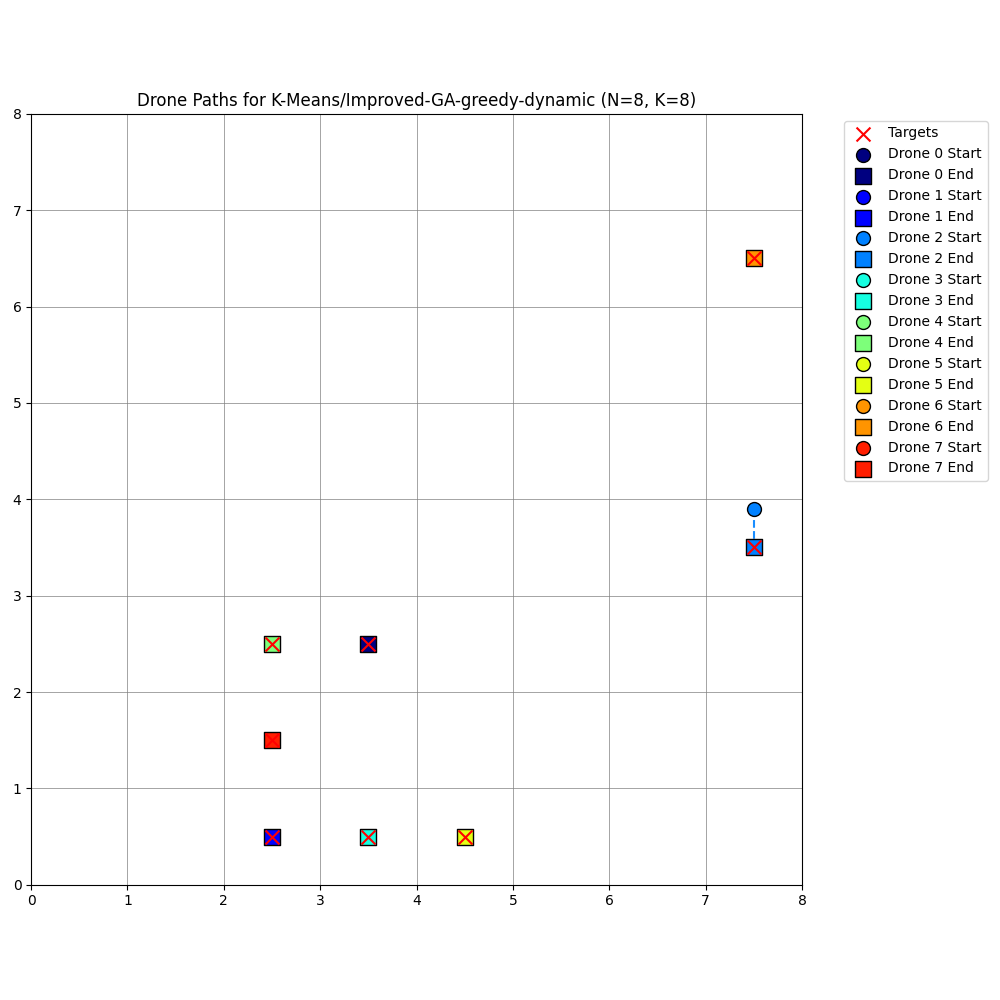 Drone Paths for K-Means/Improved-GA-greedy-dynamic (N=8, K=8)
8
7
6
5
4
3
2
1
0
0 1 2 3 4 5 6 7 8
Targets
Drone 0 Start
Drone 0 End
Drone 1 Start
Drone 1 End
Drone 2 Start
Drone 2 End
Drone 3 Start
Drone 3 End
Drone 4 Start
Drone 4 End
Drone 5 Start
Drone 5 End
Drone 6 Start
Drone 6 End
Drone 7 Start
Drone 7 End